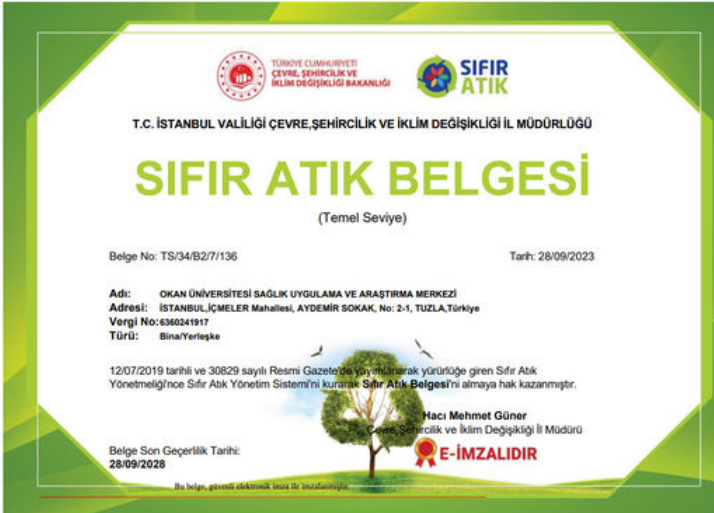 TÜRKİYE CUMHURİYETİ
ÇEVRE, ŞEHİRCİLİK VE
İKLİM DEĞİŞİKLİĞİ BAKANLIĞI
SIFIR
ATIK
T.C. İSTANBUL VALİLİĞİ ÇEVRE,ŞEHİRCİLİK VE İKLİM DEĞİŞİKLİĞİ İL MÜDÜRLÜĞÜ
SIFIR ATIK BELGESİ
(Temel Seviye)
Belge No: TS/34/B2/7/136 Tarih: 28/09/2023
Adı: OKAN ÜNİVERSİTESİ SAĞLIK UYGULAMA VE ARAŞTIRMA MERKEZİ
Adresi: İSTANBUL,İÇMELER Mahallesi, AYDEMİR SOKAK, No: 2-1, TUZLA,Türkiye
Vergi No:6360241917
Türü: Bina/Yerleşke
12/07/2019 tarihli ve 30829 sayılı Resmi Gazete'de yayımlanarak yürürlüğe giren Sıfır Atık
Yönetmeliği'nce Sıfır Atık Yönetim Sistemi'ni kurarak Sıfır Atık Belgesi'ni almaya hak kazanmıştır.
Hacı Mehmet Güner
Çevre,Şehircilik ve İklim Değişikliği İl Müdürü
E-İMZALIDIR
Belge Son Geçerlilik Tarihi:
28/09/2028
Bu belge, güvenli elektronik imza ile imzalanmıştır.